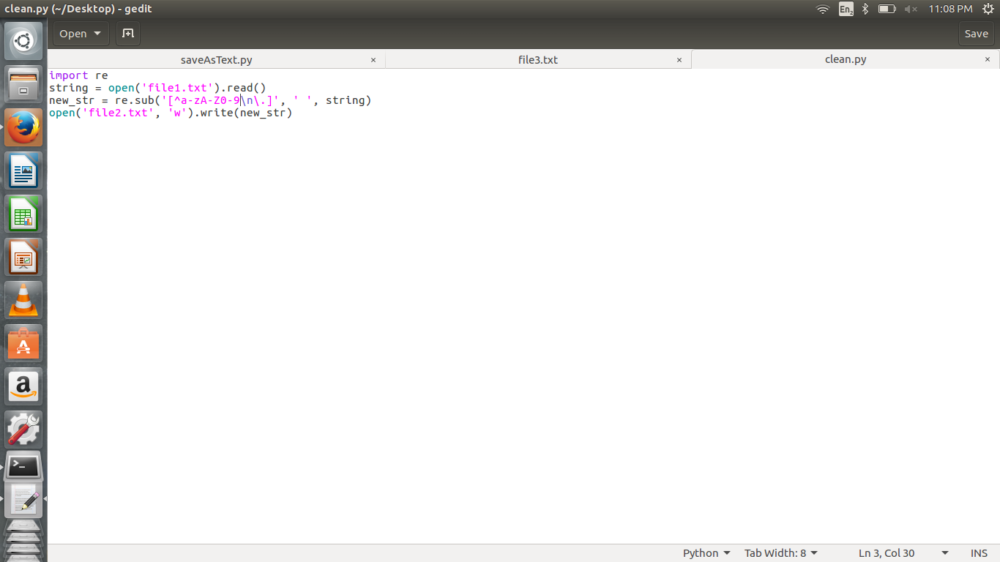 clean.py (~/Desktop) - gedit
En2
11:08 PM
Open
Save
saveAsText.py
×
file3.txt
×
clean.py
×
import re
string = open('file1.txt').read()
new_str = re.sub('[^a-zA-Z0-9\n\.]', ' ', string)
open('file2.txt', 'w').write(new_str)
Python
Tab Width: 8
Ln 3, Col 30
INS